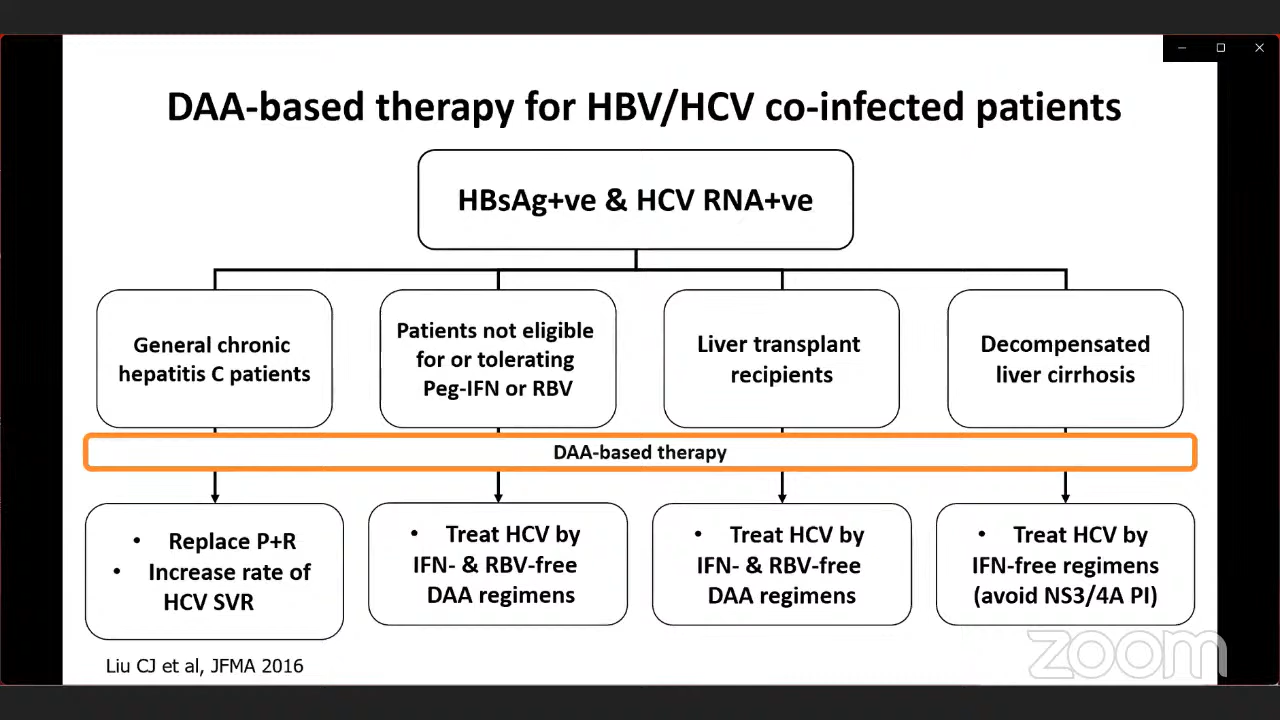 DAA-based therapy for HBV/HCV co-infected patients
HBsAg+ve & HCV RNA+ve
General chronic
hepatitis C patients
Patients not eligible
for or tolerating
Peg-IFN or RBV
Liver transplant
recipients
Decompensated
liver cirrhosis
DAA-based therapy
• Replace P+R
• Increase rate of
HCV SVR
• Treat HCV by
IFN- & RBV-free
DAA regimens
• Treat HCV by
IFN- & RBV-free
DAA regimens
• Treat HCV by
IFN-free regimens
(avoid NS3/4A PI)
Liu CJ et al, JFMA 2016
zoom